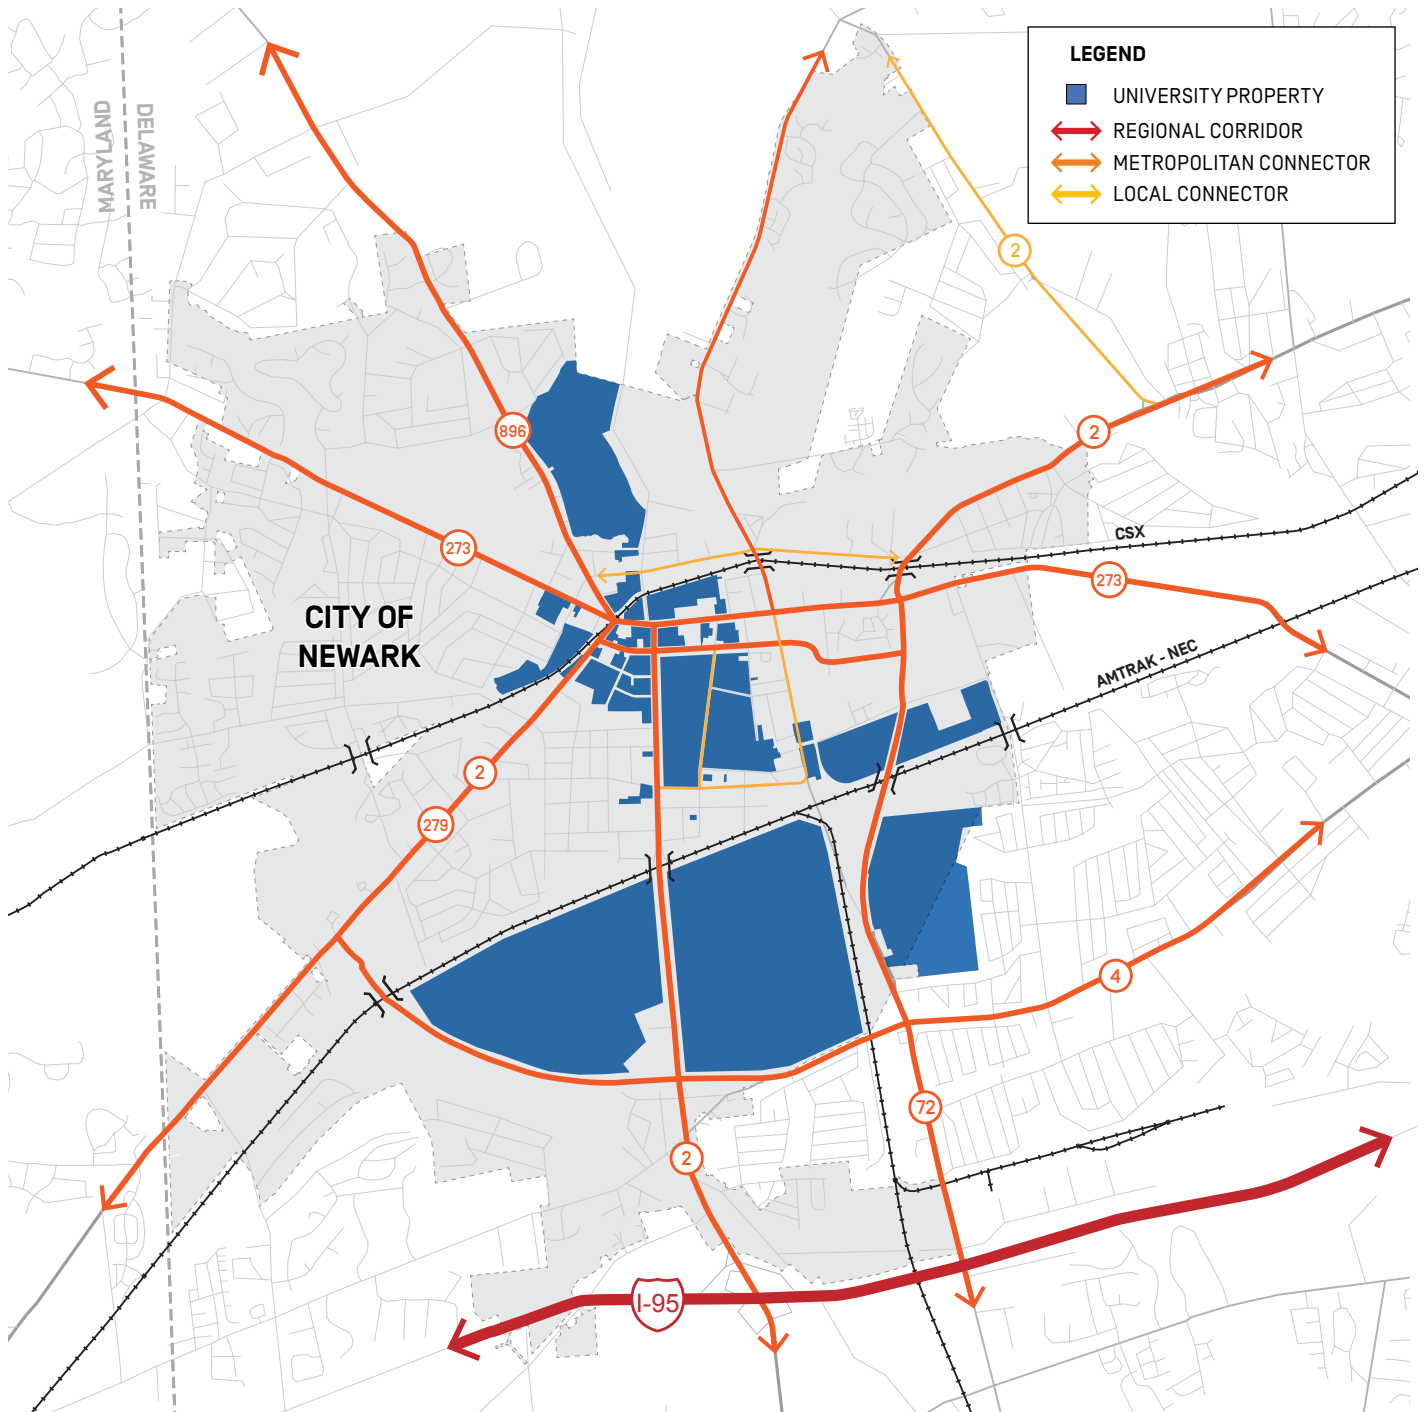 LEGEND
UNIVERSITY PROPERTY
REGIONAL CORRIDOR
METROPOLITAN CONNECTOR
LOCAL CONNECTOR
MARYLAND
DELAWARE
2
896
2
273
CSX
273
CITY OF
NEWARK
AMTRAK - NEC
2
279
4
72
2
I-95